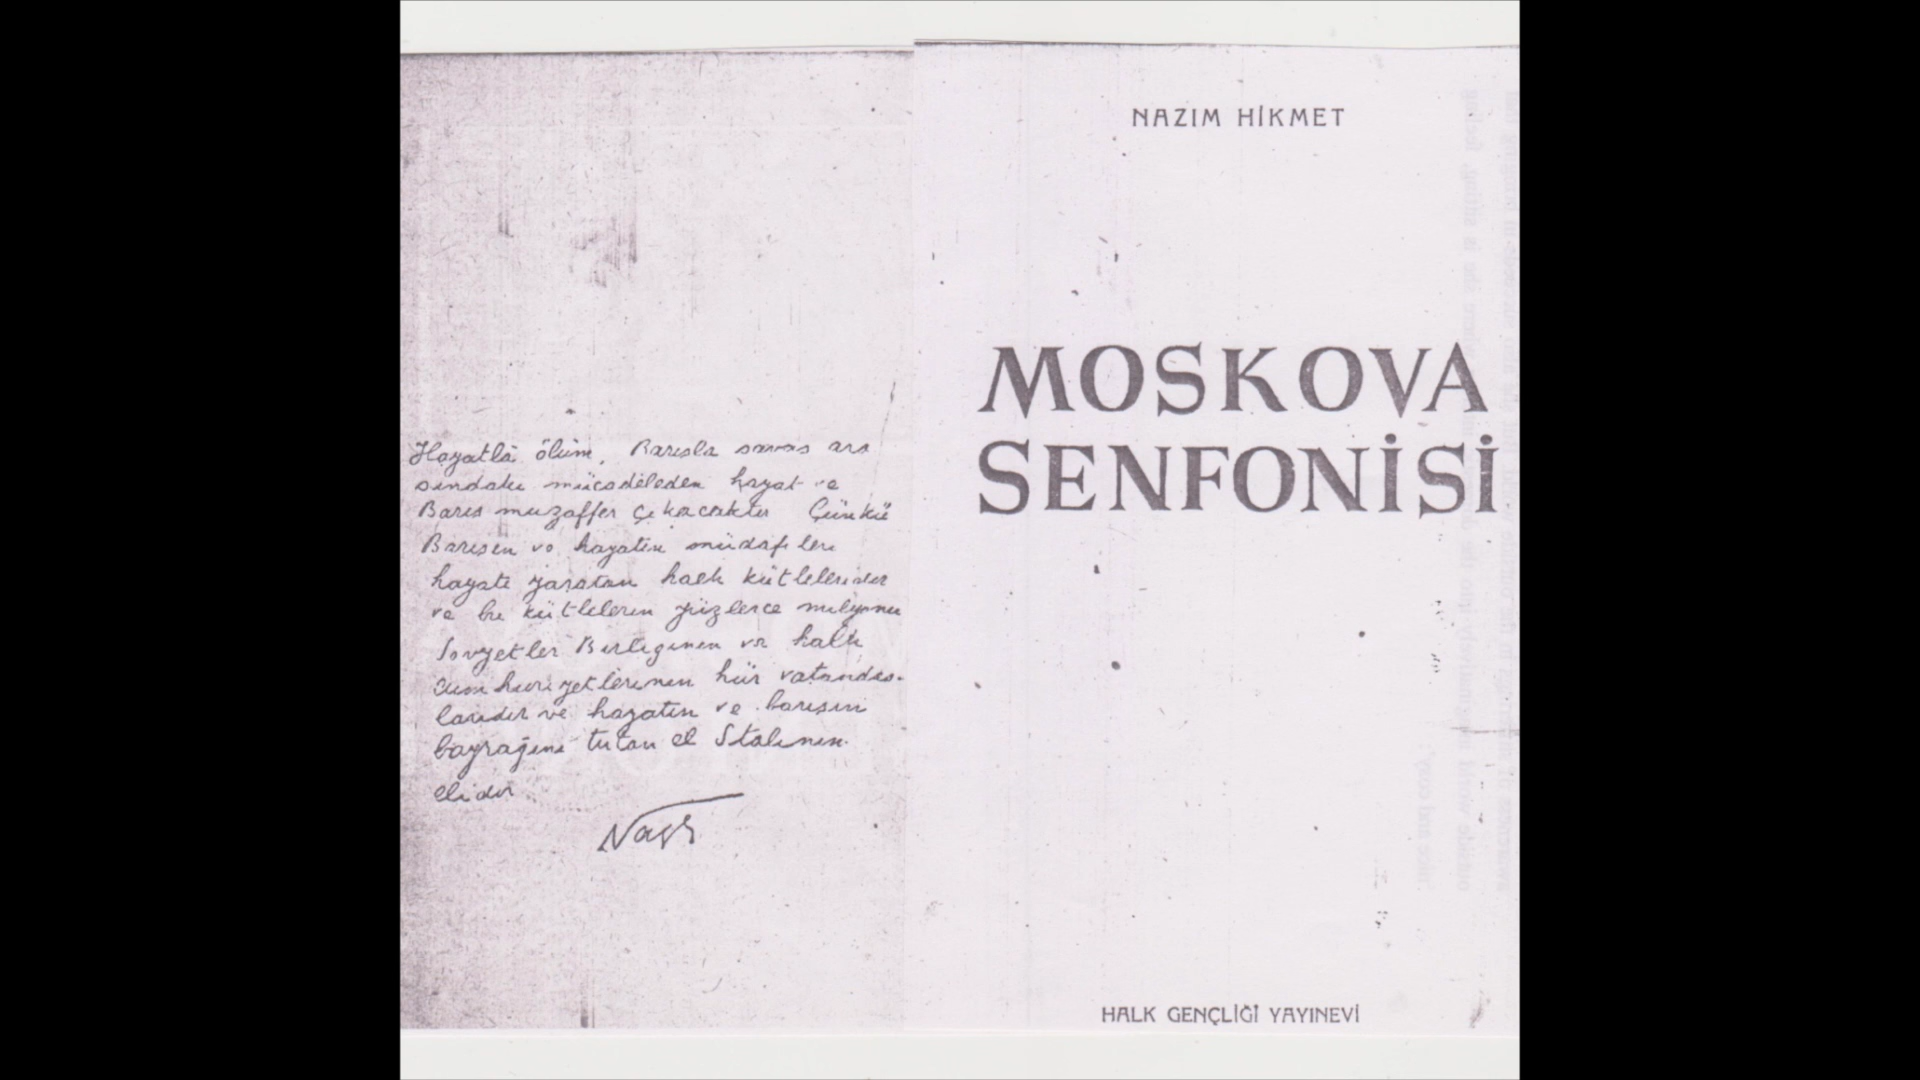 Hayatla ölüm, Barışla savaş ara
sındaki mücadeleden hayat ve
Barış muzaffer çıkacaktır Çünkü
Barışın ve hayatın müdafileri
hayatı yaratan halk kütleleridir
ve bu kütlelerin yüzlerce milyonu
Sovyetler Birliğinin ve halk
cumhuriyetlerinin hür vatandaş-
larıdır ve hayatın ve barışın
bayrağını tutan el Stalinin
elidir
NAZIM HİKMET
MOSKOVA
SENFONİSİ
HALK GENÇLİĞİ YAYINEVİ